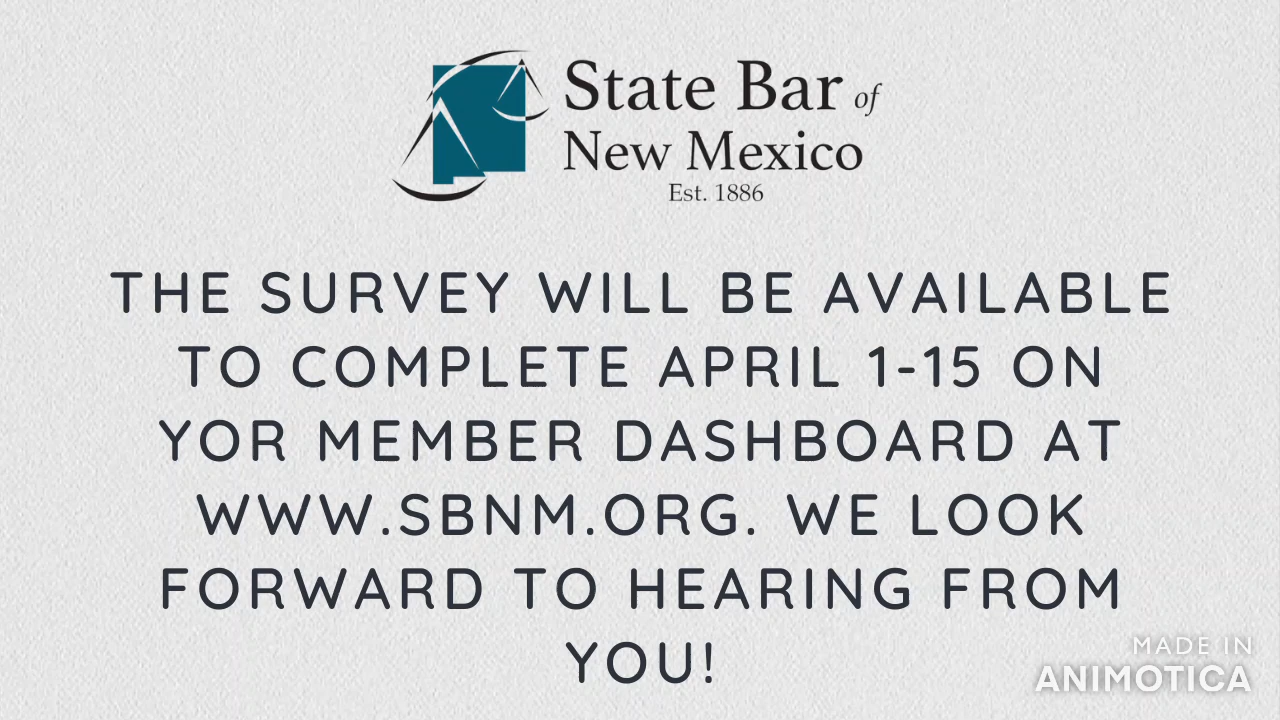 State Bar of
New Mexico
Est. 1886
THE SURVEY WILL BE AVAILABLE
TO COMPLETE APRIL 1-15 ON
YOR MEMBER DASHBOARD AT
WWW.SBNM.ORG. WE LOOK
FORWARD TO HEARING FROM
YOU!
MADE IN
ANIMOTICA